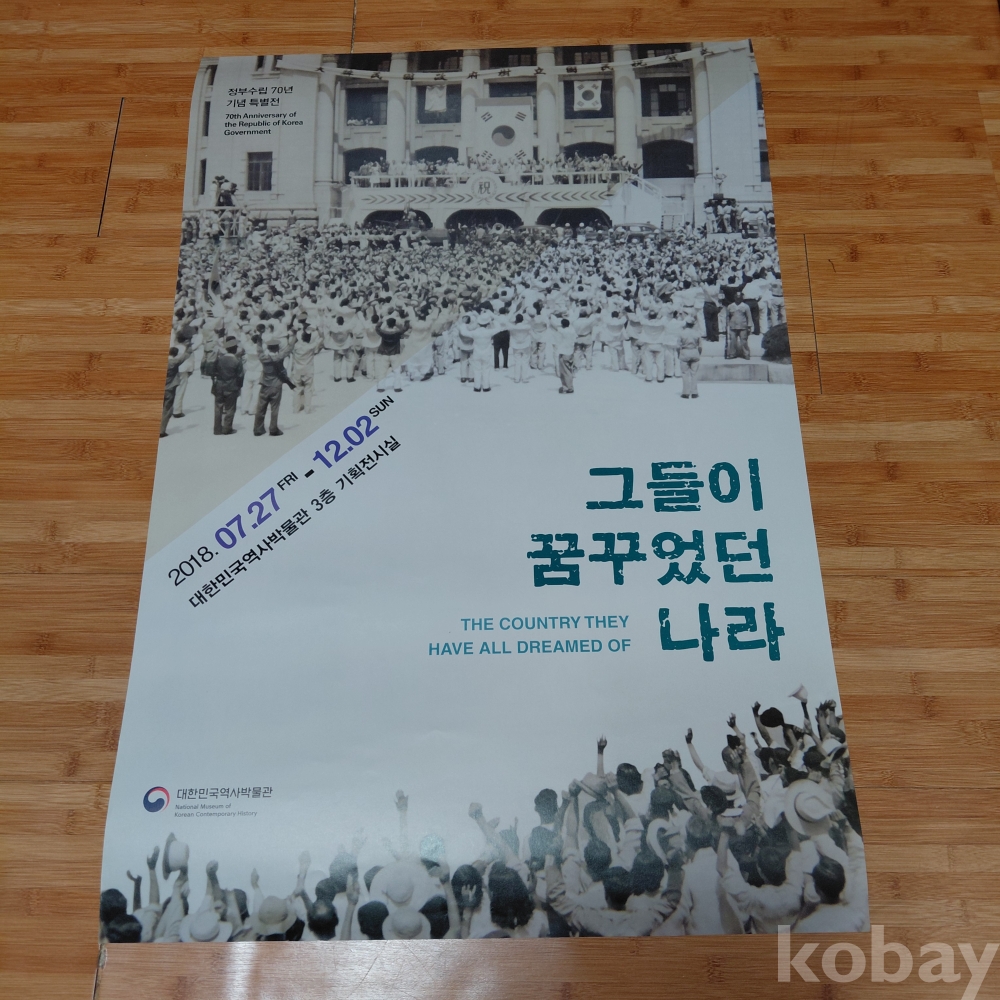 정부수립 70년
기념 특별전
70th Anniversary of
the Republic of Korea
Government
祝
2018. 07.27 FRI - 12.02 SUN
대한민국역사박물관 3층 기획전시실
그들이
꿈꾸었던
나라
THE COUNTRY THEY
HAVE ALL DREAMED OF
대한민국역사박물관
National Museum of
Korean Contemporary History
kobay